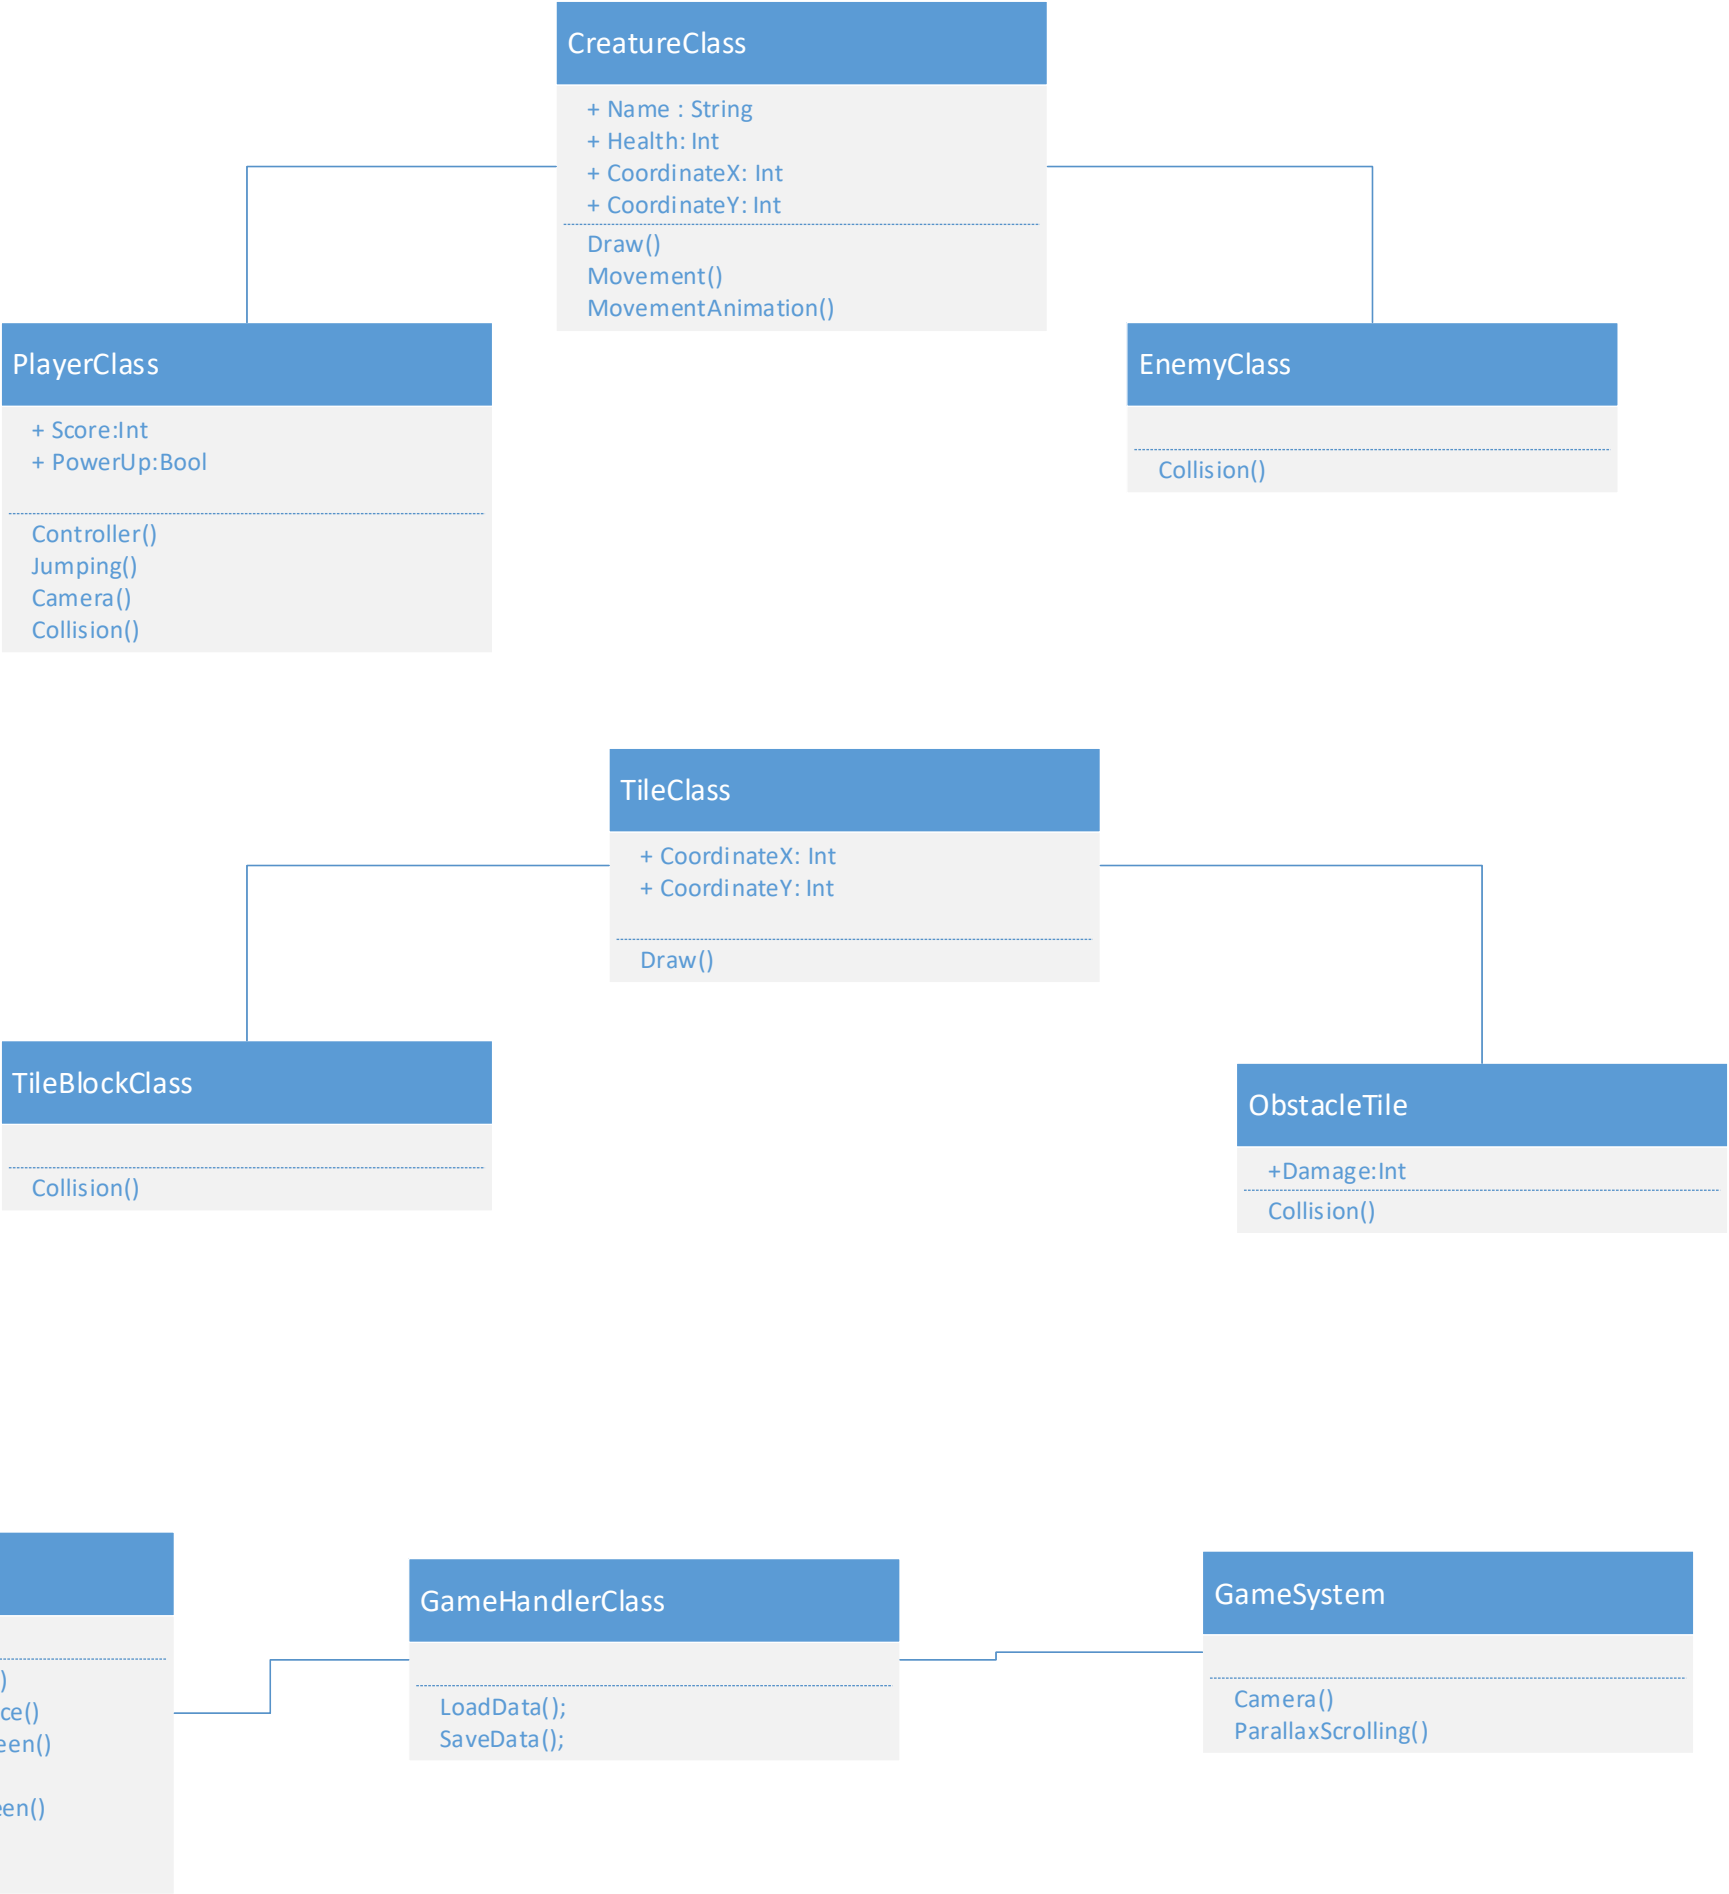 CreatureClass
+ Name : String
+ Health: Int
+ CoordinateX: Int
+ CoordinateY: Int
Draw()
Movement()
MovementAnimation()
PlayerClass
+ Score:Int
+ PowerUp:Bool
Controller()
Jumping()
Camera()
Collision()
EnemyClass
Collision()
TileClass
+ CoordinateX: Int
+ CoordinateY: Int
Draw()
TileBlockClass
Collision()
ObstacleTile
+Damage:Int
Collision()
GameHandlerClass
LoadData();
SaveData();
GameSystem
Camera()
ParallaxScrolling()